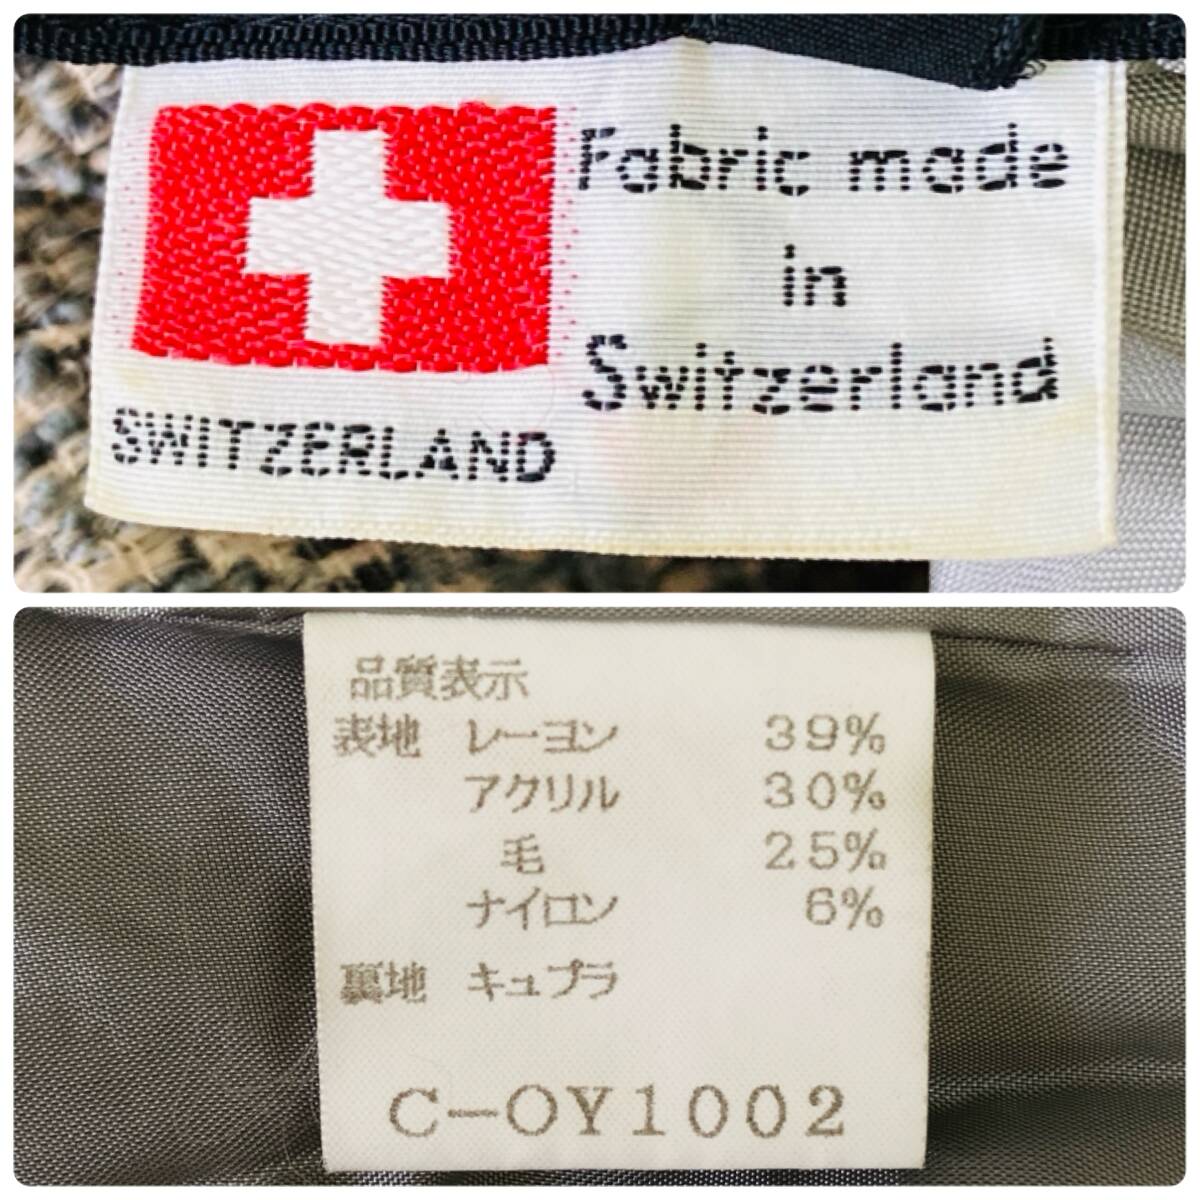 Fabric made
in
Switzerland
SWITZERLAND
品質表示
表地 レーヨン 39%
アクリル 30%
毛 25%
ナイロン 6%
裏地 キュプラ
C-OY1002